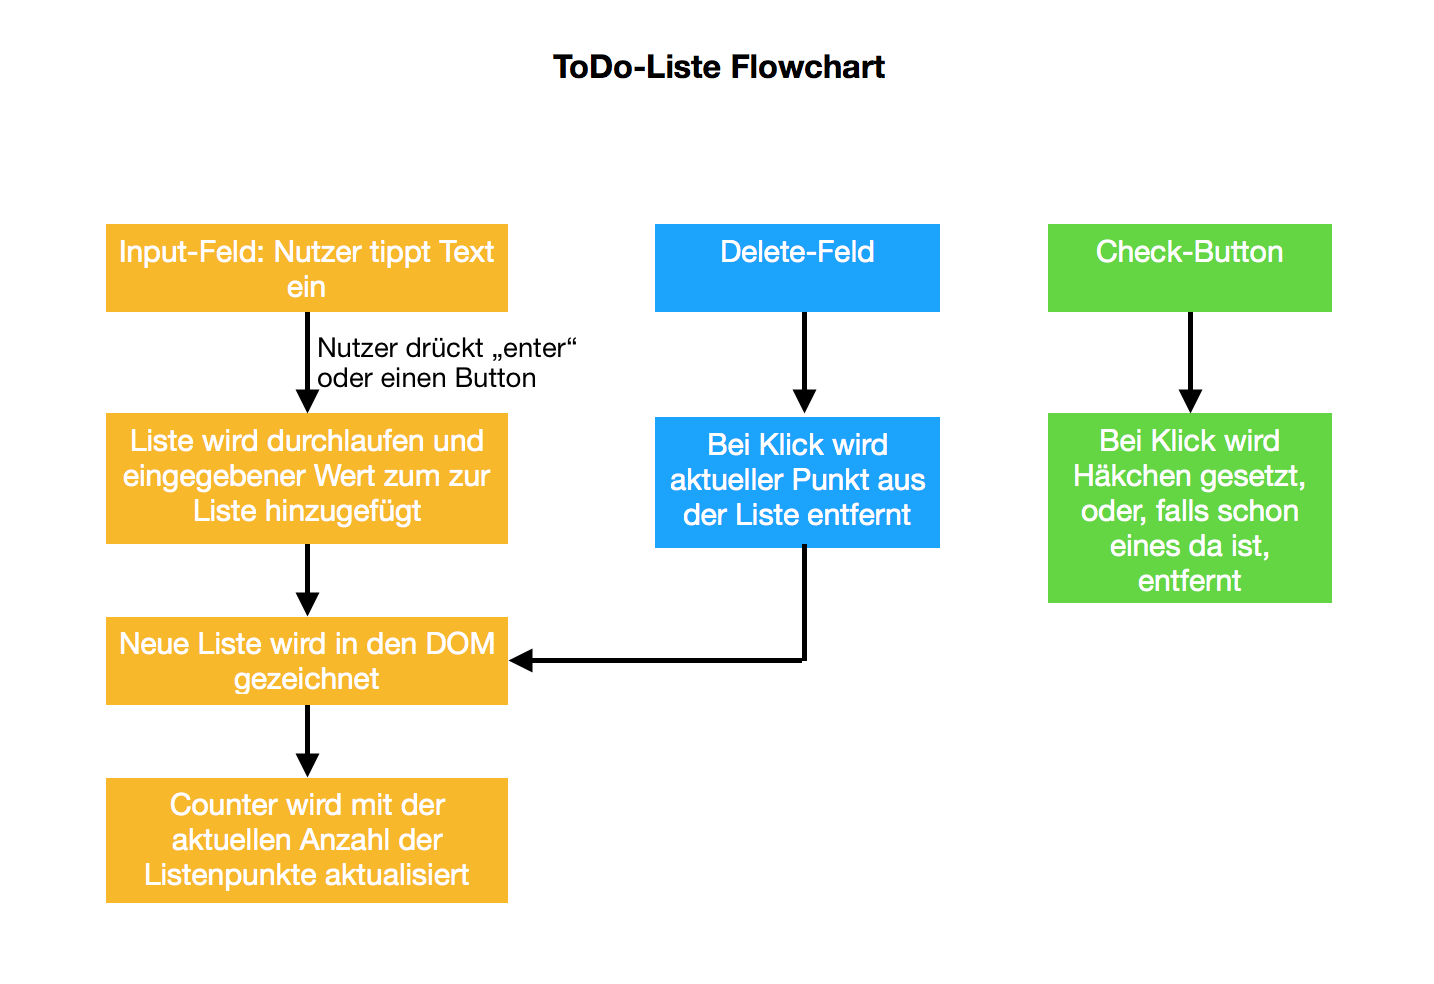 ToDo-Liste Flowchart
Input-Feld: Nutzer tippt Text
ein
Nutzer drückt „enter“
oder einen Button
Liste wird durchlaufen und
eingegebener Wert zum zur
Liste hinzugefügt
Neue Liste wird in den DOM
gezeichnet
Counter wird mit der
aktuellen Anzahl der
Listenpunkte aktualisiert
Delete-Feld
Bei Klick wird
aktueller Punkt aus
der Liste entfernt
Check-Button
Bei Klick wird
Häkchen gesetzt,
oder, falls schon
eines da ist,
entfernt